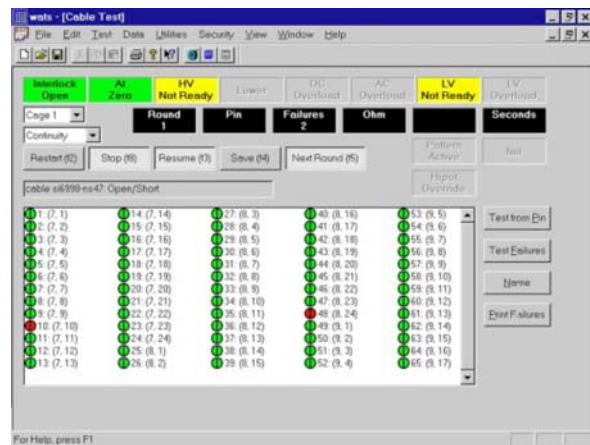 wats - [Cable Test]
File Edit Test Data Utilities Security View Window Help
Interlock Open At Zero HV Not Ready Lower DC Overload AC Overload LV Not Ready LV Overload
Cage 1 Round 1 Pin Failures 2 Ohm Seconds
Continuity
Restart (f2) Stop (f8) Resume (f3) Save (f4) Next Round (f5) Pattern Active
Hipot Override
cable si6998-ns47: Open/Short
1: (7, 1) 14: (7, 14) 27: (8, 3) 40: (8, 16) 53: (9, 5)
2: (7, 2) 15: (7, 15) 28: (8, 4) 41: (8, 17) 54: (9, 6)
3: (7, 3) 16: (7, 16) 29: (8, 5) 42: (8, 18) 55: (9, 7)
4: (7, 4) 17: (7, 17) 30: (8, 6) 43: (8, 19) 56: (9, 8)
5: (7, 5) 18: (7, 18) 31: (8, 7) 44: (8, 20) 57: (9, 9)
6: (7, 6) 19: (7, 19) 32: (8, 8) 45: (8, 21) 58: (9, 10)
7: (7, 7) 20: (7, 20) 33: (8, 9) 46: (8, 22) 59: (9, 11)
8: (7, 8) 21: (7, 21) 34: (8, 10) 47: (8, 23) 60: (9, 12)
9: (7, 9) 22: (7, 22) 35: (8, 11) 48: (8, 24) 61: (9, 13)
10: (7, 10) 23: (7, 23) 36: (8, 12) 49: (9, 1) 62: (9, 14)
11: (7, 11) 24: (7, 24) 37: (8, 13) 50: (9, 2) 63: (9, 15)
12: (7, 12) 25: (8, 1) 38: (8, 14) 51: (9, 3) 64: (9, 16)
13: (7, 13) 26: (8, 2) 39: (8, 15) 52: (9, 4) 65: (9, 17)
Test from Pin
Test Failures
Name
Print Failures
For Help, press F1